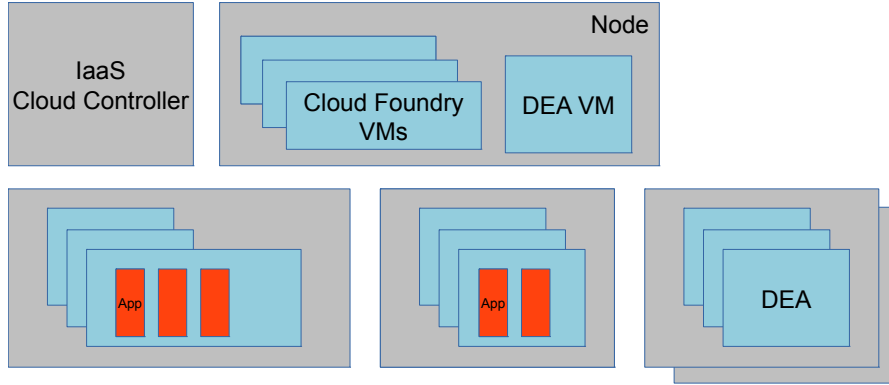 IaaS
Cloud Controller
Node
Cloud Foundry
VMs
DEA VM
App
App
DEA